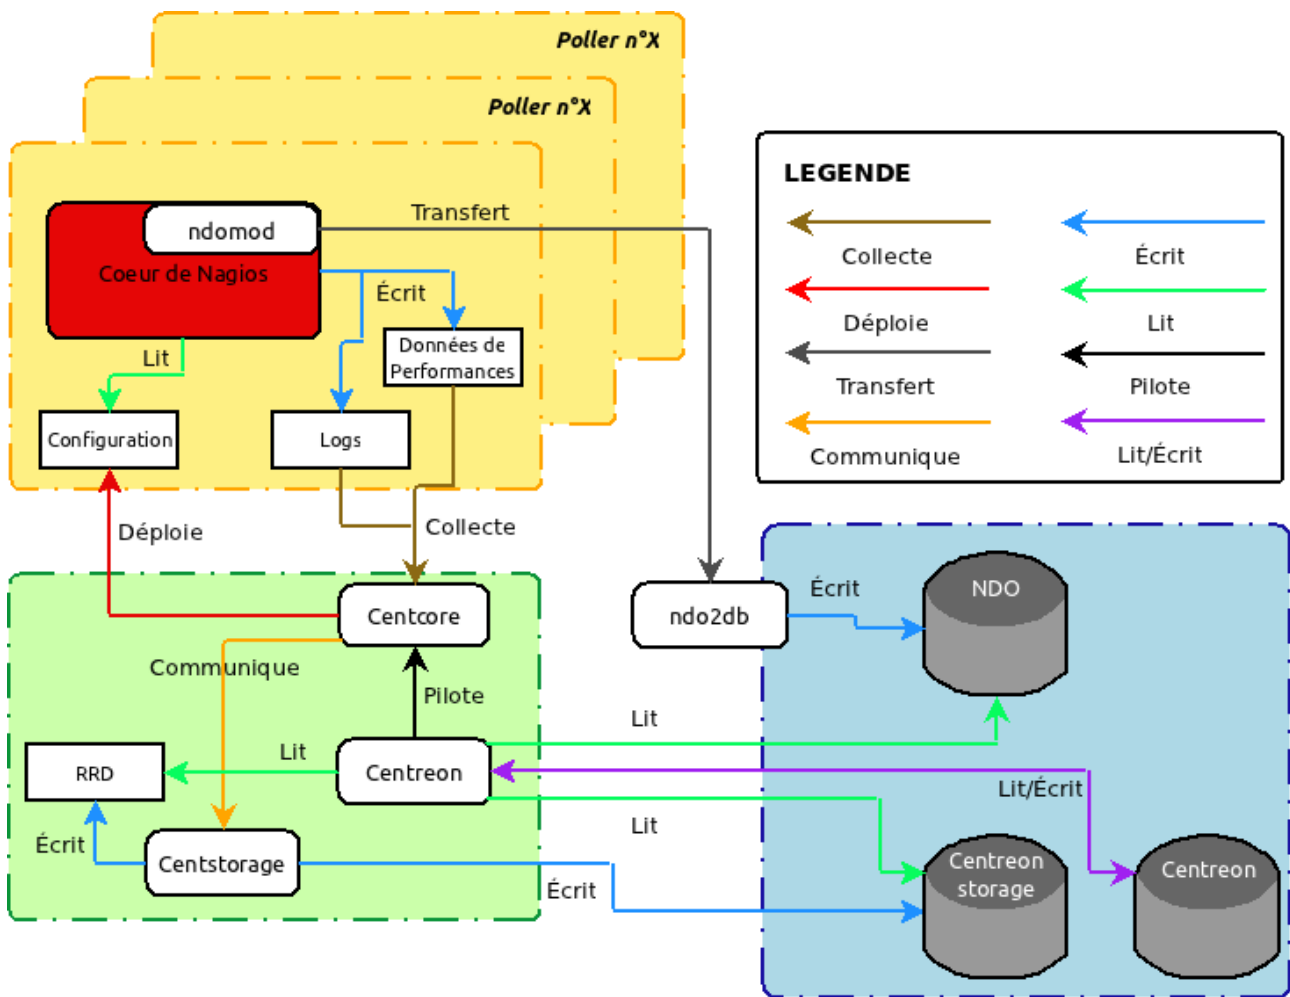 Poller n°X
Poller n°X
ndomod
Coeur de Nagios
Transfert
Écrit
Données de
Performances
Lit
Configuration
Logs
LEGENDE
Collecte
Écrit
Déploie
Lit
Transfert
Pilote
Communique
Lit/Écrit
Déploie
Collecte
Centcore
Communique
Pilote
RRD
Lit
Centreon
Écrit
Centstorage
ndo2db
Écrit
NDO
Lit
Lit/Écrit
Lit
Écrit
Centreon
storage
Centreon